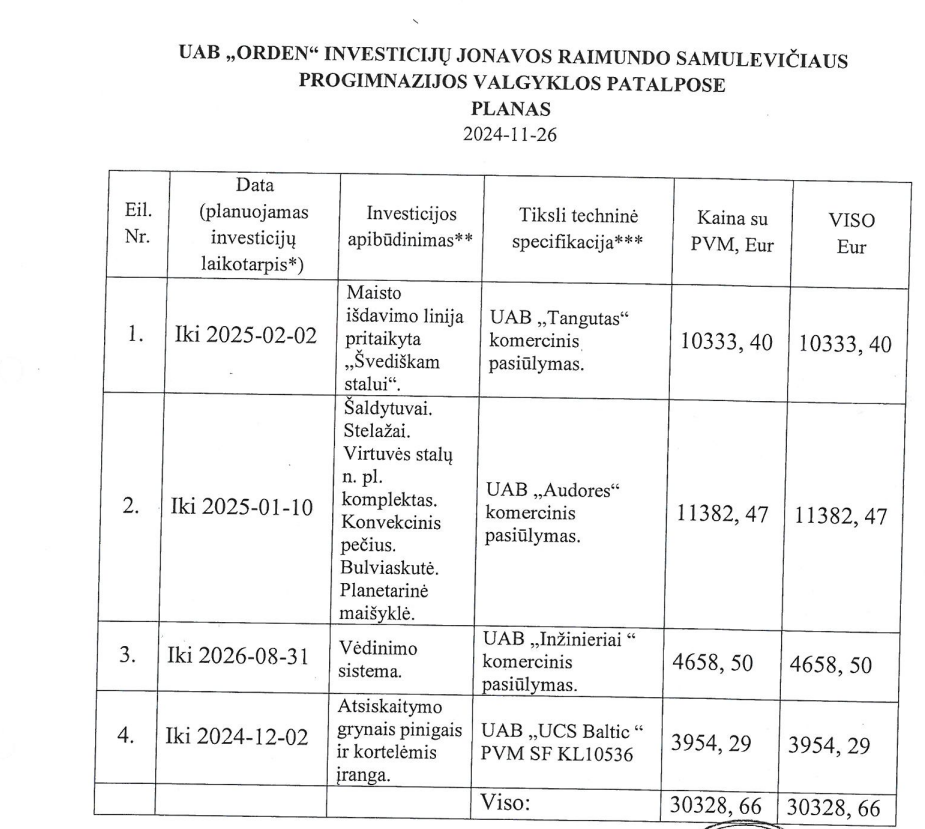 UAB „ORDEN“ INVESTICIJŲ JONAVOS RAIMUNDO SAMULEVIČIAUS
PROGIMNAZIJOS VALGYKLOS PATALPOSE
PLANAS
2024-11-26
Eil.
Nr.
Data
(planuojamas
investicijų
laikotarpis*)
Investicijos
apibūdinimas**
Tiksli techninė
specifikacija***
Kaina su
PVM, Eur
VISO
Eur
1.
Iki 2025-02-02
Maisto
išdavimo linija
pritaikyta
„Švediškam
stalui“.
UAB „Tangutas“
komercinis
pasiūlymas.
10333, 40
10333, 40
2.
Iki 2025-01-10
Šaldytuvai.
Stelažai.
Virtuvės stalų
n. pl.
komplektas.
Konvekcinis
pečius.
Bulviaskutė.
Planetarinė
maišyklė.
UAB „Audores“
komercinis
pasiūlymas.
11382, 47
11382, 47
3.
Iki 2026-08-31
Vėdinimo
sistema.
UAB „Inžinieriai “
komercinis
pasiūlymas.
4658, 50
4658, 50
4.
Iki 2024-12-02
Atsiskaitymo
grynais pinigais
ir kortelėmis
įranga.
UAB „UCS Baltic “
PVM SF KL10536
3954, 29
3954, 29
Viso:
30328, 66
30328, 66